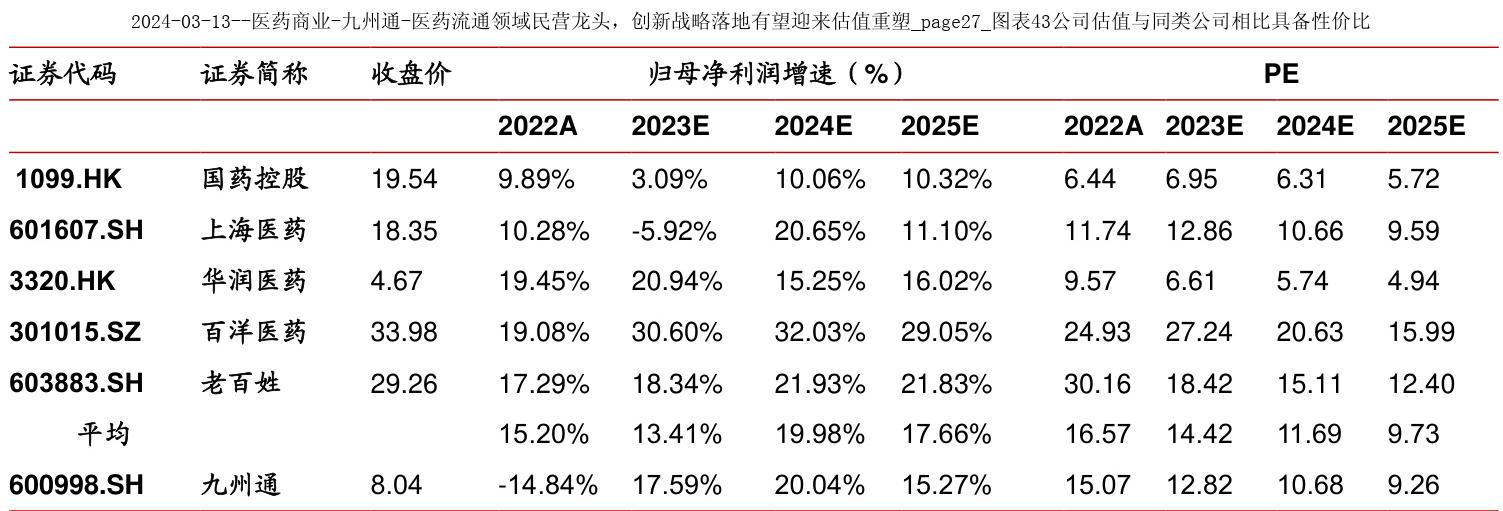 2024-03-13--医药商业-九州通-医药流通领域民营龙头，创新战略落地有望迎来估值重塑_page27_图表43公司估值与同类公司相比具备性价比
证券代码 证券简称 收盘价 归母净利润增速（%） PE
2022A 2023E 2024E 2025E 2022A 2023E 2024E 2025E
1099.HK 国药控股 19.54 9.89% 3.09% 10.06% 10.32% 6.44 6.95 6.31 5.72
601607.SH 上海医药 18.35 10.28% -5.92% 20.65% 11.10% 11.74 12.86 10.66 9.59
3320.HK 华润医药 4.67 19.45% 20.94% 15.25% 16.02% 9.57 6.61 5.74 4.94
301015.SZ 百洋医药 33.98 19.08% 30.60% 32.03% 29.05% 24.93 27.24 20.63 15.99
603883.SH 老百姓 29.26 17.29% 18.34% 21.93% 21.83% 30.16 18.42 15.11 12.40
平均 15.20% 13.41% 19.98% 17.66% 16.57 14.42 11.69 9.73
600998.SH 九州通 8.04 -14.84% 17.59% 20.04% 15.27% 15.07 12.82 10.68 9.26